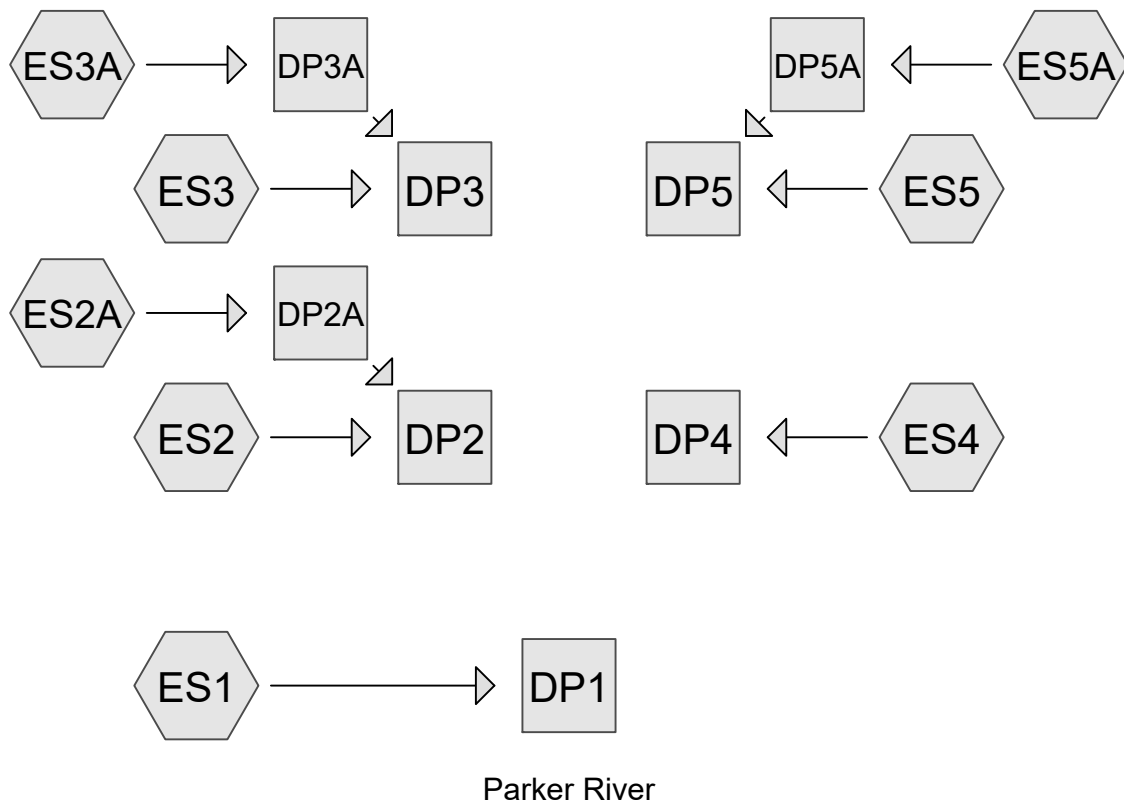 ES3A
DP3A
DP5A
ES5A
ES3
DP3
DP5
ES5
ES2A
DP2A
ES2
DP2
DP4
ES4
ES1
DP1
Parker River